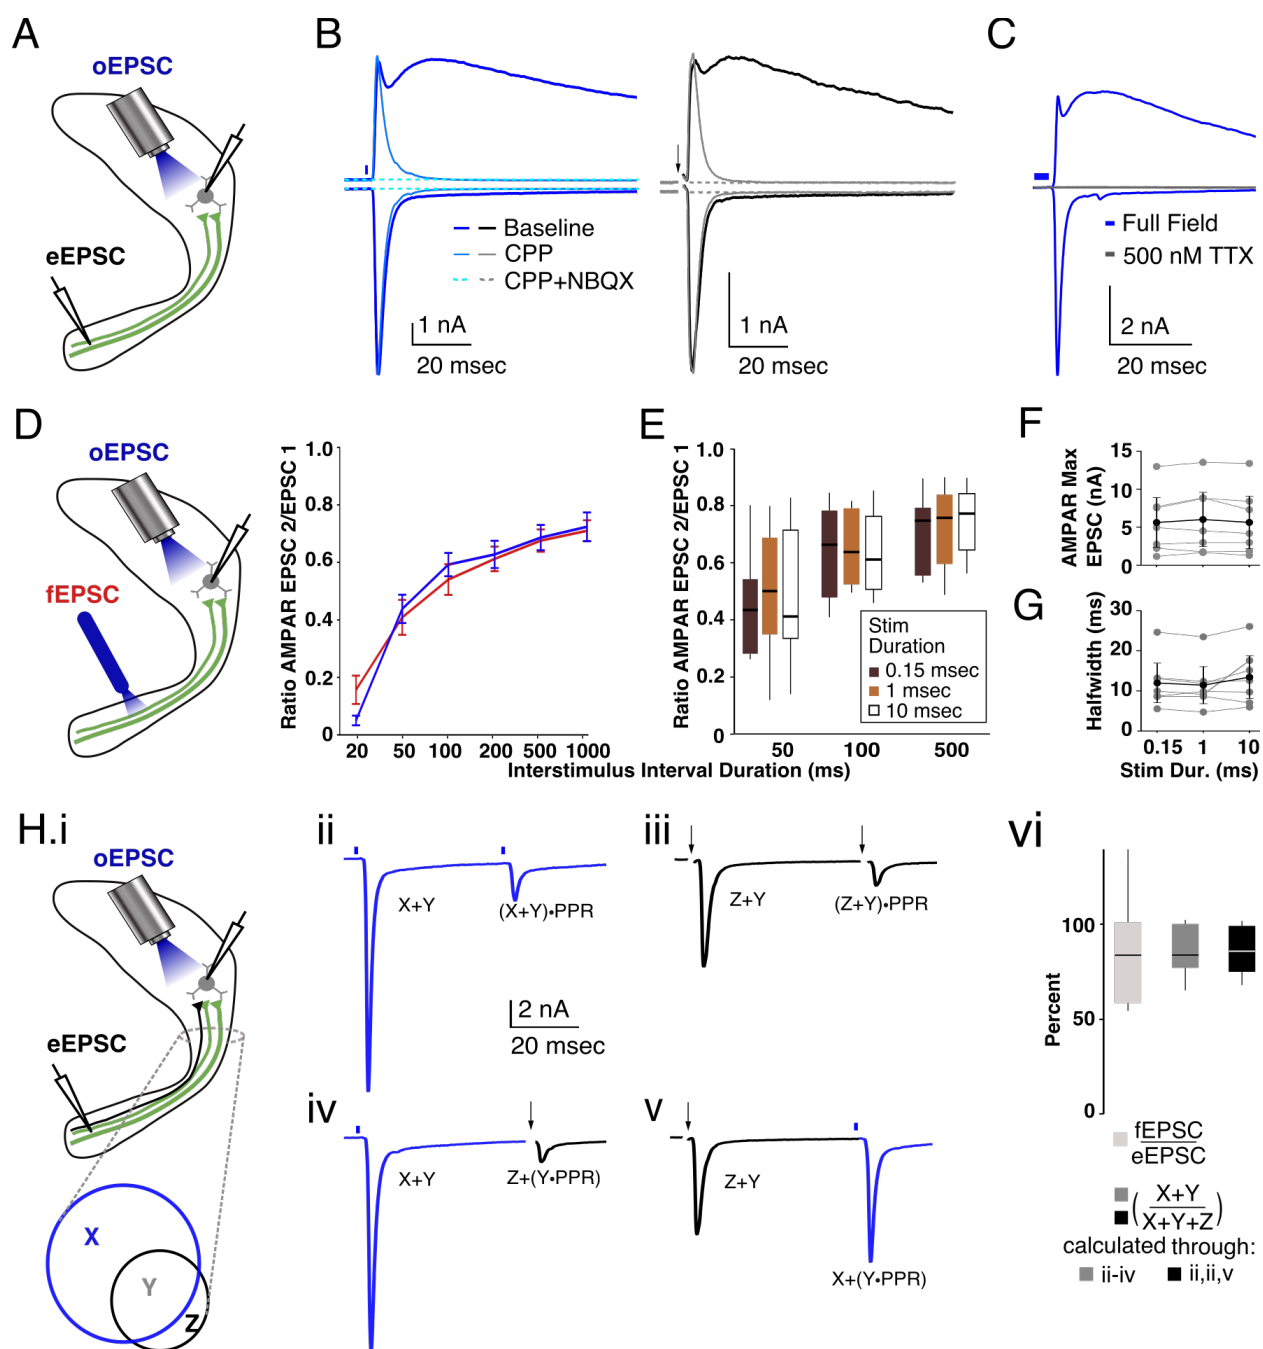 A
oEPSC
eEPSC
B
Baseline
CPP
CPP+NBQX
1 nA
20 msec
1 nA
20 msec
C
Full Field
500 nM TTX
2 nA
20 msec
D
oEPSC
fEPSC
Ratio AMPAR EPSC 2/EPSC 1
1.0
0.8
0.6
0.4
0.2
0
20 50 100 200 500 1000
Interstimulus Interval Duration (ms)
E
Ratio AMPAR EPSC 2/EPSC 1
1.0
0.8
0.6
0.4
0.2
0.0
50 100 500
Stim
Duration
0.15 msec
1 msec
10 msec
F
AMPAR Max
EPSC (nA)
15
10
5
0
G
Halfwidth (ms)
30
20
10
0
0.15 1 10
Stim Dur. (ms)
H.i
oEPSC
eEPSC
X
Y
Z
ii
X+Y
(X+Y)•PPR
2 nA
20 msec
iii
Z+Y
(Z+Y)•PPR
iv
X+Y
Z+(Y•PPR)
v
Z+Y
X+(Y•PPR)
vi
Percent
100
50
0
fEPSC
eEPSC
( X+Y
X+Y+Z )
calculated through:
ii-iv ii,ii,v